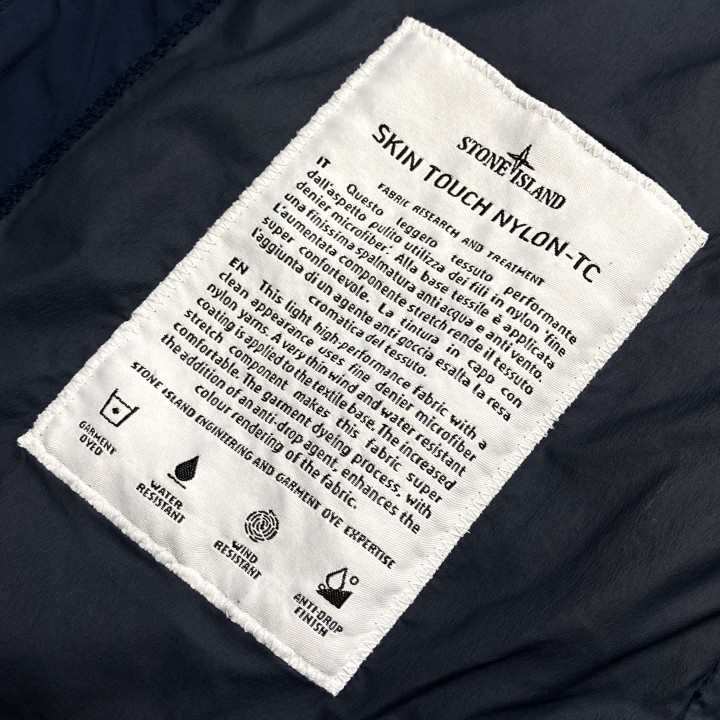 STONE ISLAND
SKIN TOUCH NYLON-TC
FABRIC RESEARCH AND TREATMENT
IT Questo leggero tessuto performante
dall'aspetto pulito utilizza dei fili in nylon 'fine
denier microfiber'. Alla base tessile è applicata
una finissima spalmatura anti acqua e anti vento.
L'aumentata componente stretch rende il tessuto
super confortevole. La tintura in capo con
l'aggiunta di un agente anti goccia esalta la resa
cromatica del tessuto.
EN This light high-performance fabric with a
clean appearance uses fine denier microfiber
nylon yarns. A very thin wind and water resistant
coating is applied to the textile base. The increased
stretch component makes this fabric super
comfortable. The garment dyeing process, with
the addition of an anti-drop agent, enhances the
colour rendering of the fabric.
STONE ISLAND ENGINEERING AND GARMENT DYE EXPERTISE
GARMENT
DYED
WATER
RESISTANT
WIND
RESISTANT
ANTI-DROP
FINISH